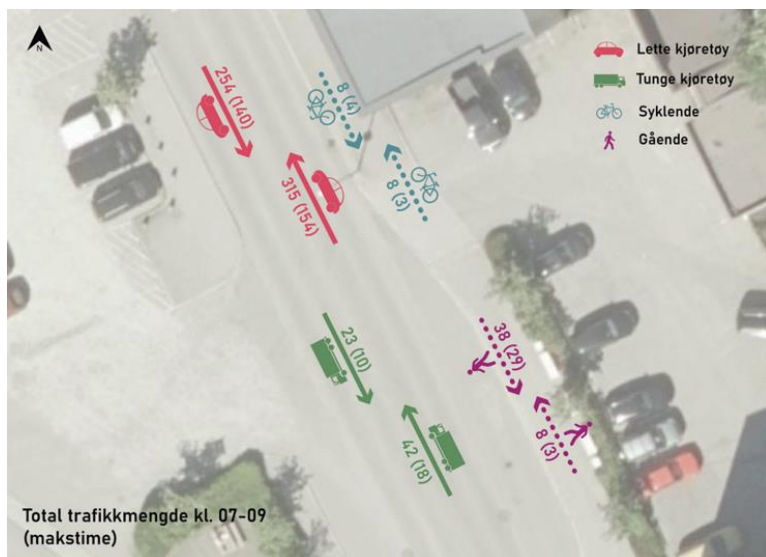 N
Lette kjøretøy
Tunge kjøretøy
Syklende
Gående
254 (140)
315 (154)
8 (4)
8 (3)
23 (10)
42 (18)
38 (29)
8 (3)
Total trafikkmengde kl. 07-09
(makstime)